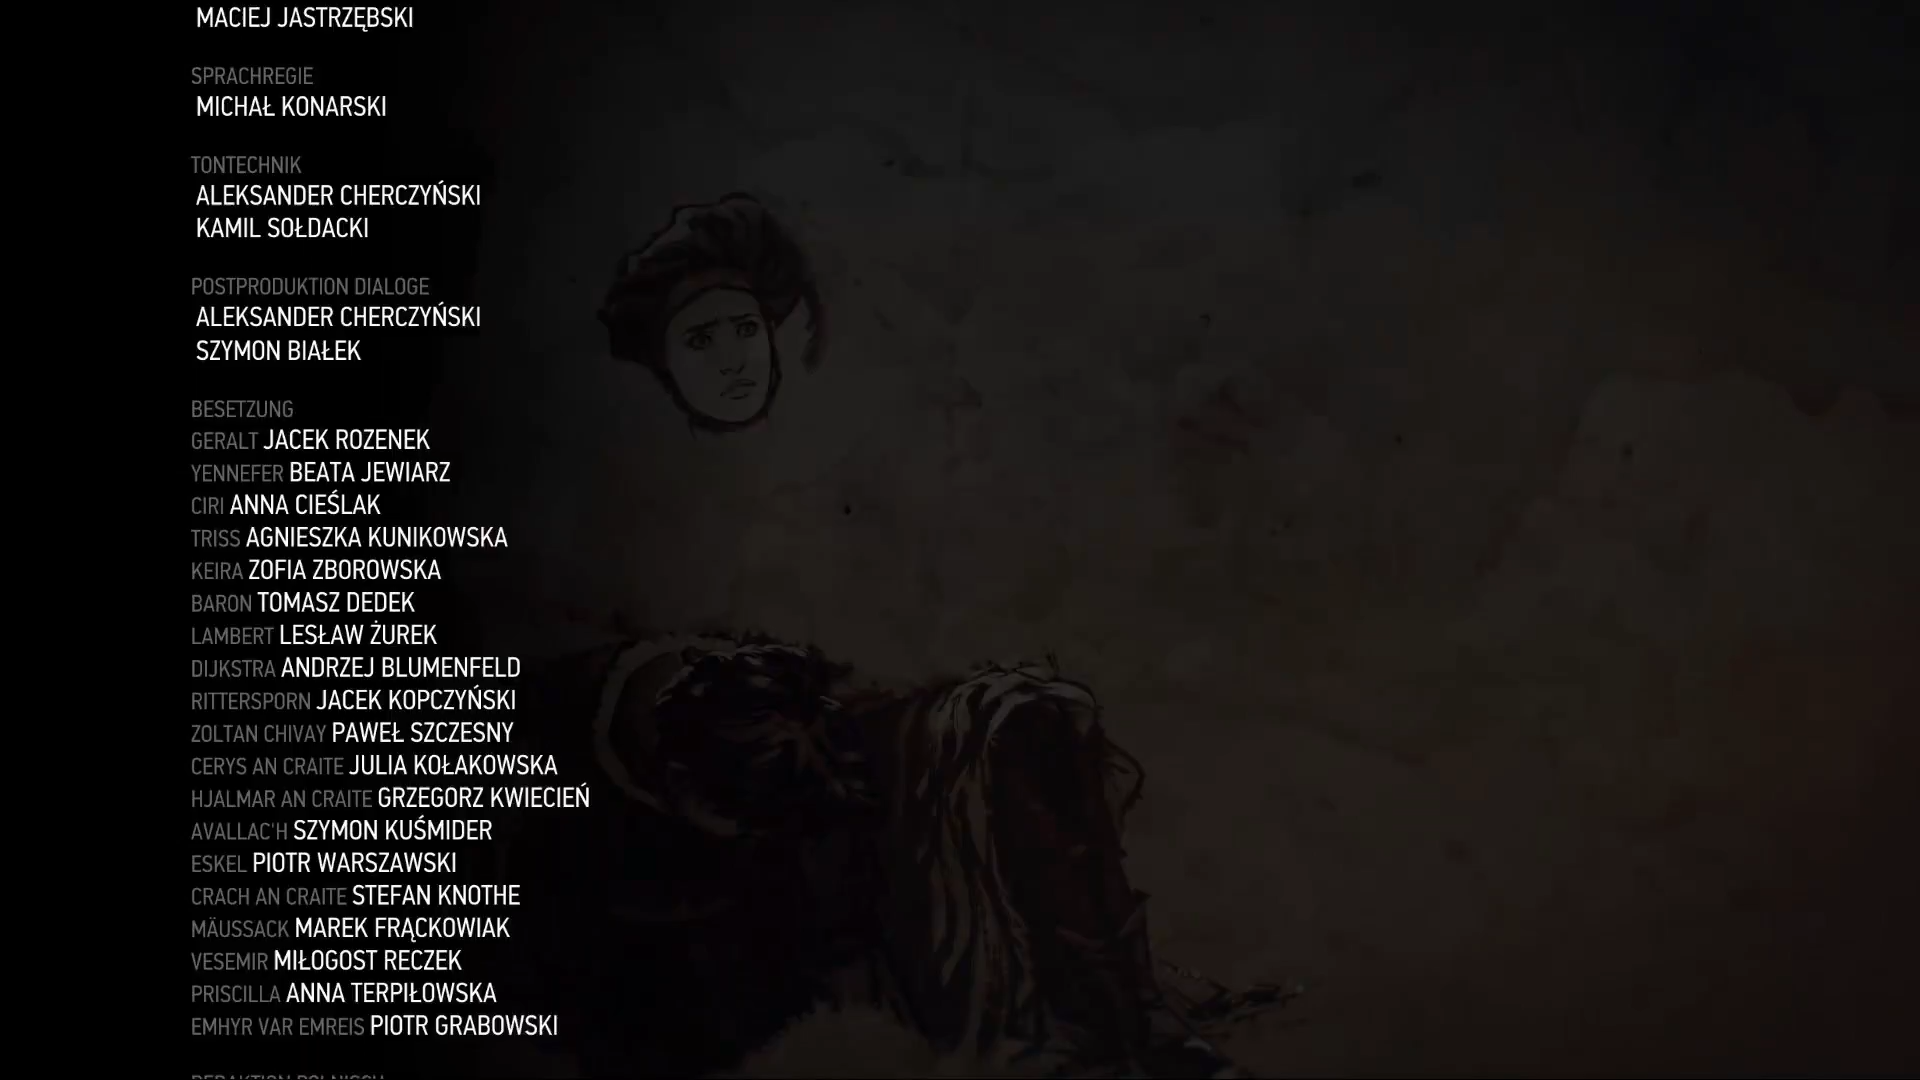 MACIEJ JASTRZĘBSKI
SPRACHREGIE
MICHAŁ KONARSKI
TONTECHNIK
ALEKSANDER CHERCZYŃSKI
KAMIL SOŁDACKI
POSTPRODUKTION DIALOGE
ALEKSANDER CHERCZYŃSKI
SZYMON BIAŁEK
BESETZUNG
GERALT JACEK ROZENEK
YENNEFER BEATA JEWIARZ
CIRI ANNA CIEŚLAK
TRISS AGNIESZKA KUNIKOWSKA
KEIRA ZOFIA ZBOROWSKA
BARON TOMASZ DEDEK
LAMBERT LESŁAW ŻUREK
DIJKSTRA ANDRZEJ BLUMENFELD
RITTERSPORN JACEK KOPCZYŃSKI
ZOLTAN CHIVAY PAWEŁ SZCZESNY
CERYS AN CRAITE JULIA KOŁAKOWSKA
HJALMAR AN CRAITE GRZEGORZ KWIECIEŃ
AVALLAC'H SZYMON KUŚMIDER
ESKEL PIOTR WARSZAWSKI
CRACH AN CRAITE STEFAN KNOTHE
MÄUSSACK MAREK FRĄCKOWIAK
VESEMIR MIŁOGOST RECZEK
PRISCILLA ANNA TERPIŁOWSKA
EMHYR VAR EMREIS PIOTR GRABOWSKI
REDAKTION POLNISCH